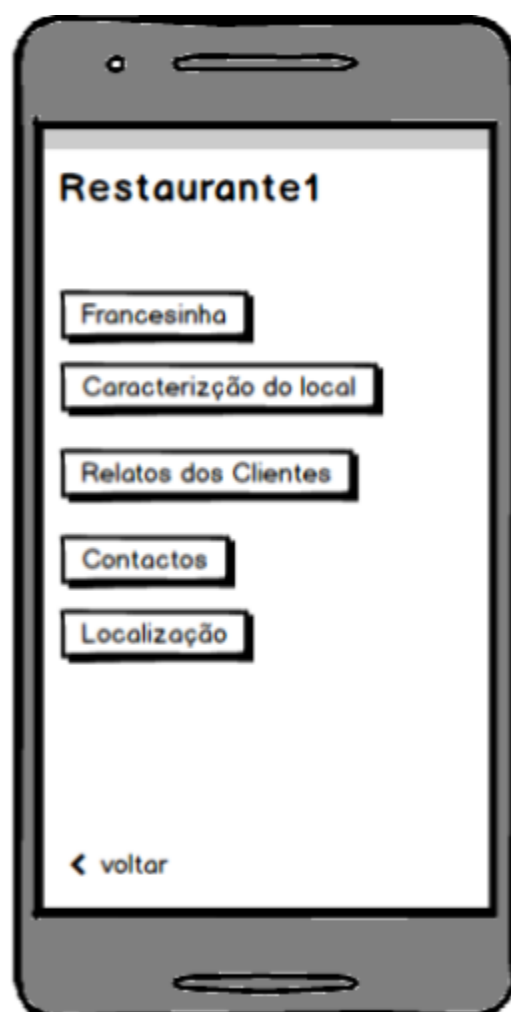 Restaurante1
Francesinha
Caracterizção do local
Relatos dos Clientes
Contactos
Localização
voltar